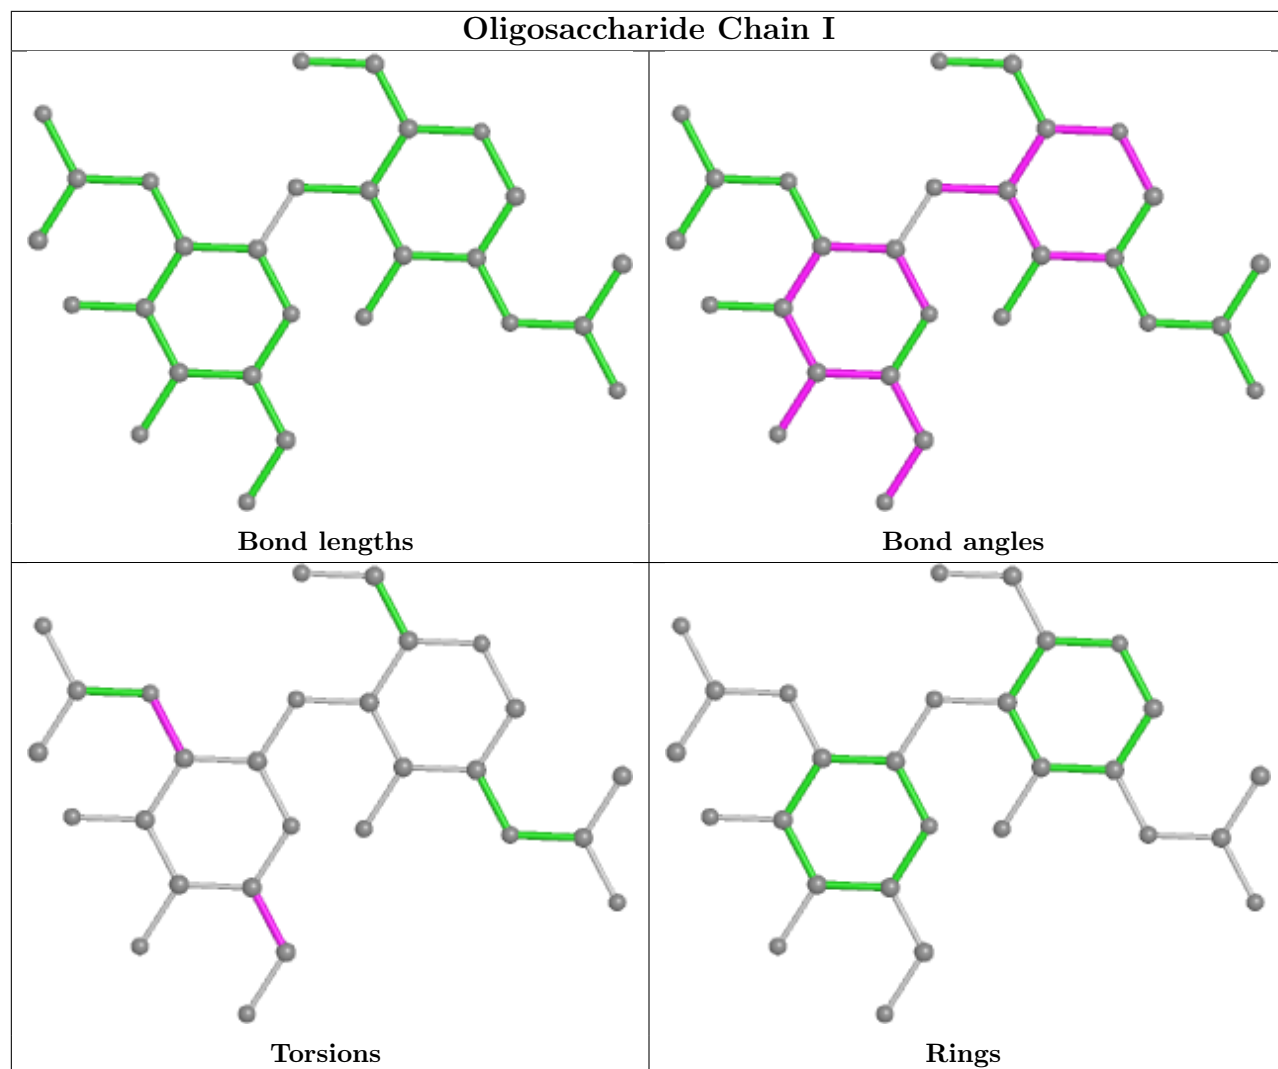 Oligosaccharide Chain I
Bond lengths
Bond angles
Torsions
Rings